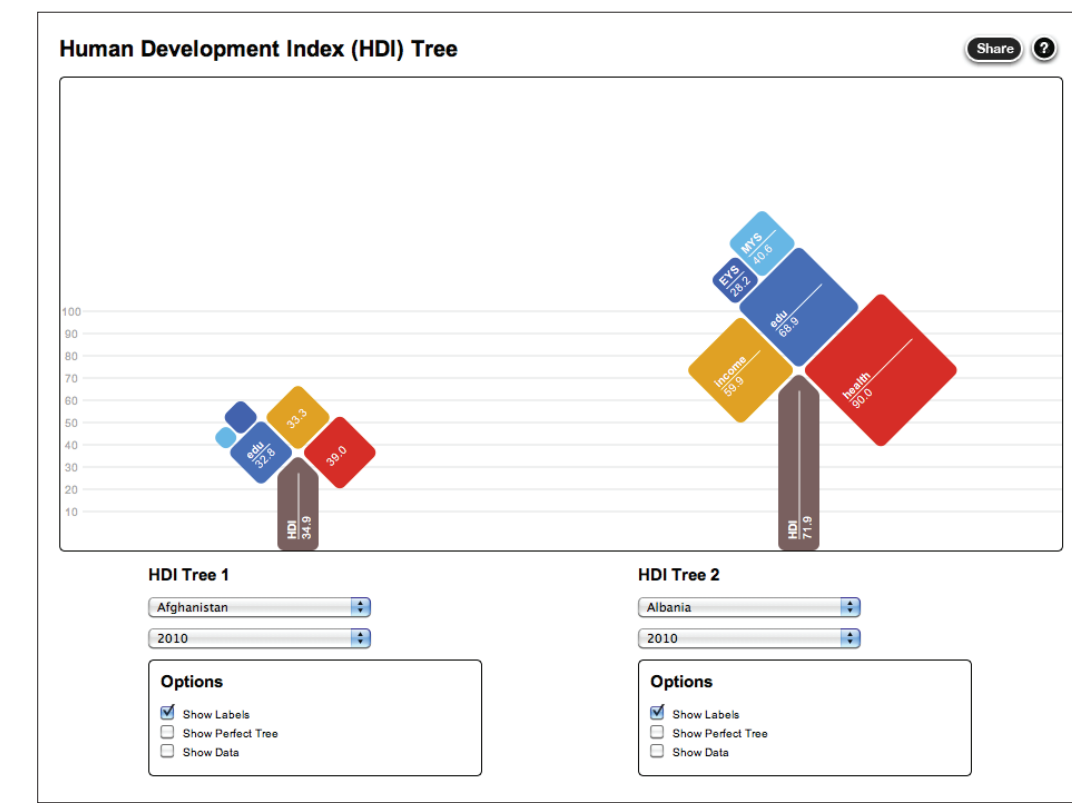 Human Development Index (HDI) Tree
Share
?
100
90
80
70
60
50
40
30
20
10
edu
32.8
33.3
39.0
HDI
34.9
MYS
40.6
EYS
28.2
edu
68.9
income
59.9
health
90.0
HDI
71.9
HDI Tree 1
Afghanistan
2010
Options
Show Labels
Show Perfect Tree
Show Data
HDI Tree 2
Albania
2010
Options
Show Labels
Show Perfect Tree
Show Data